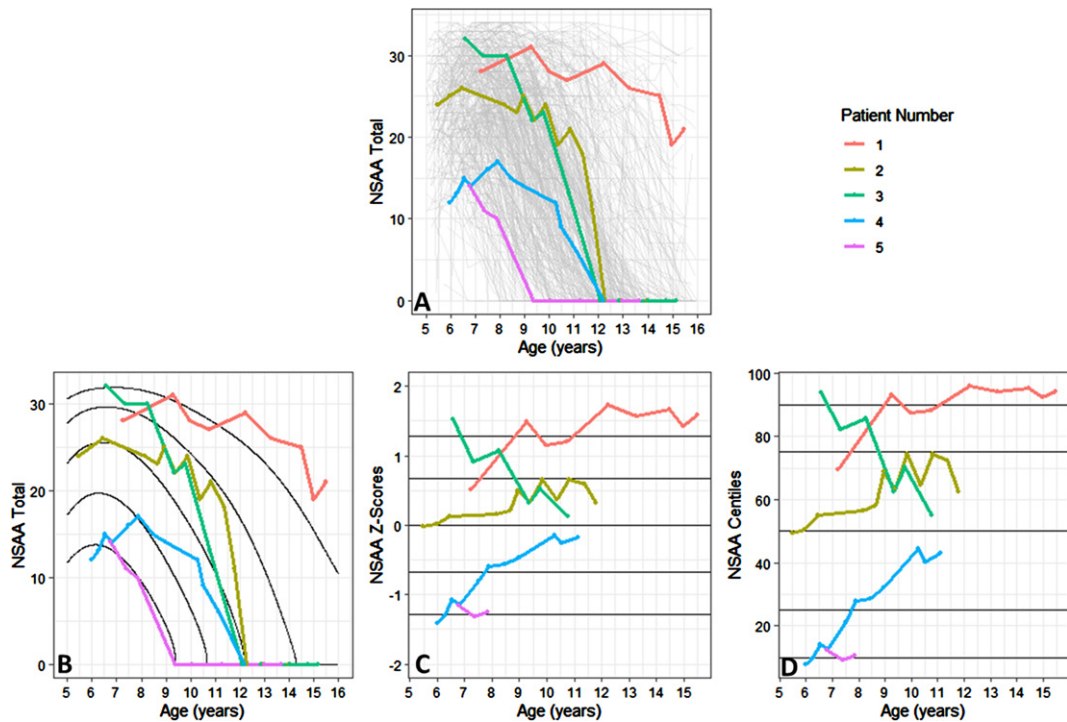 NSAA Total
30
20
10
0
A
5 6 7 8 9 10 11 12 13 14 15 16
Age (years)
Patient Number
1
2
3
4
5
NSAA Total
30
20
10
0
B
5 6 7 8 9 10 11 12 13 14 15 16
Age (years)
NSAA Z-Scores
2
1
0
-1
-2
C
5 6 7 8 9 10 11 12 13 14 15
Age (years)
NSAA Centiles
100
80
60
40
20
D
5 6 7 8 9 10 11 12 13 14 15
Age (years)